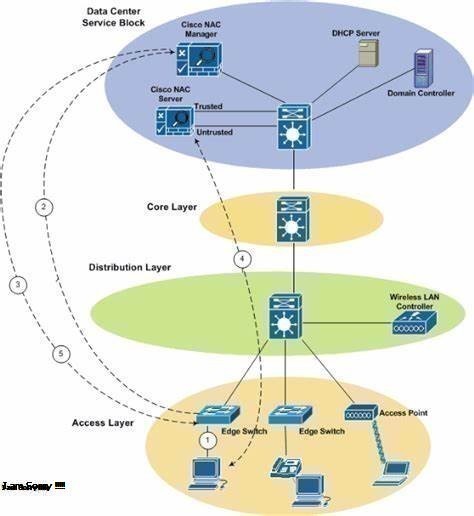 Data Center
Service Block
Cisco NAC
Manager
DHCP Server
Domain Controller
Cisco NAC
Server
Trusted
Untrusted
2
Core Layer
4
Distribution Layer
3
Wireless LAN
Controller
5
Access Layer
1
Edge Switch
Edge Switch
Access Point